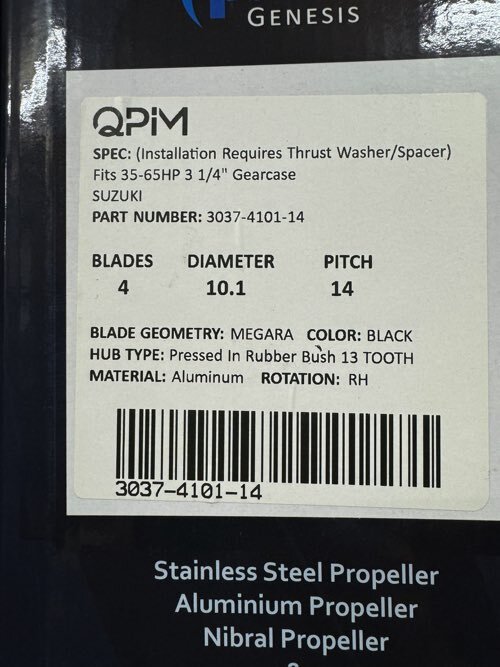 GENESIS
QPiM
SPEC: (Installation Requires Thrust Washer/Spacer)
Fits 35-65HP 3 1/4" Gearcase
SUZUKI
PART NUMBER: 3037-4101-14
BLADES DIAMETER PITCH
4 10.1 14
BLADE GEOMETRY: MEGARA COLOR: BLACK
HUB TYPE: Pressed In Rubber Bush 13 TOOTH
MATERIAL: Aluminum ROTATION: RH
3037-4101-14
Stainless Steel Propeller
Aluminium Propeller
Nibral Propeller